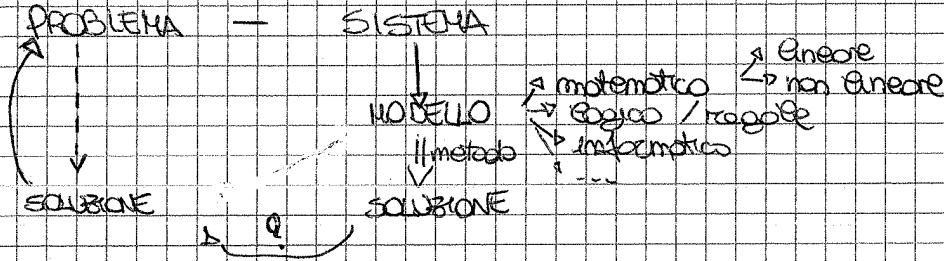 PROBLEMA — SISTEMA
lineare
matematico
non lineare
MODELLO
logico / regole
metodo
informatico
...
SOLUZIONE SOLUZIONE
?